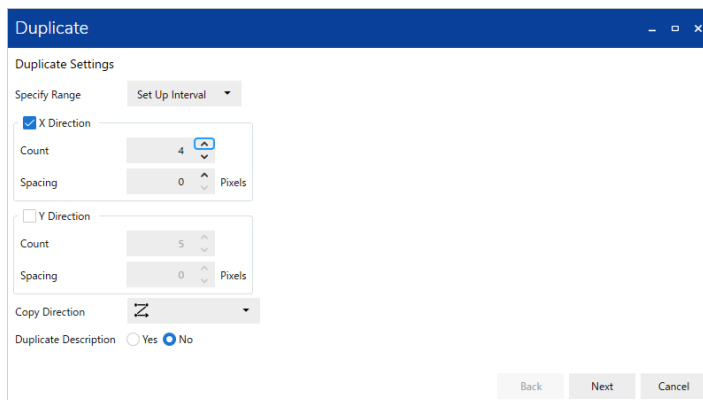 Duplicate
Duplicate Settings
Specify Range Set Up Interval
X Direction
Count 4
Spacing 0 Pixels
Y Direction
Count 5
Spacing 0 Pixels
Copy Direction
Duplicate Description Yes No
Back Next Cancel